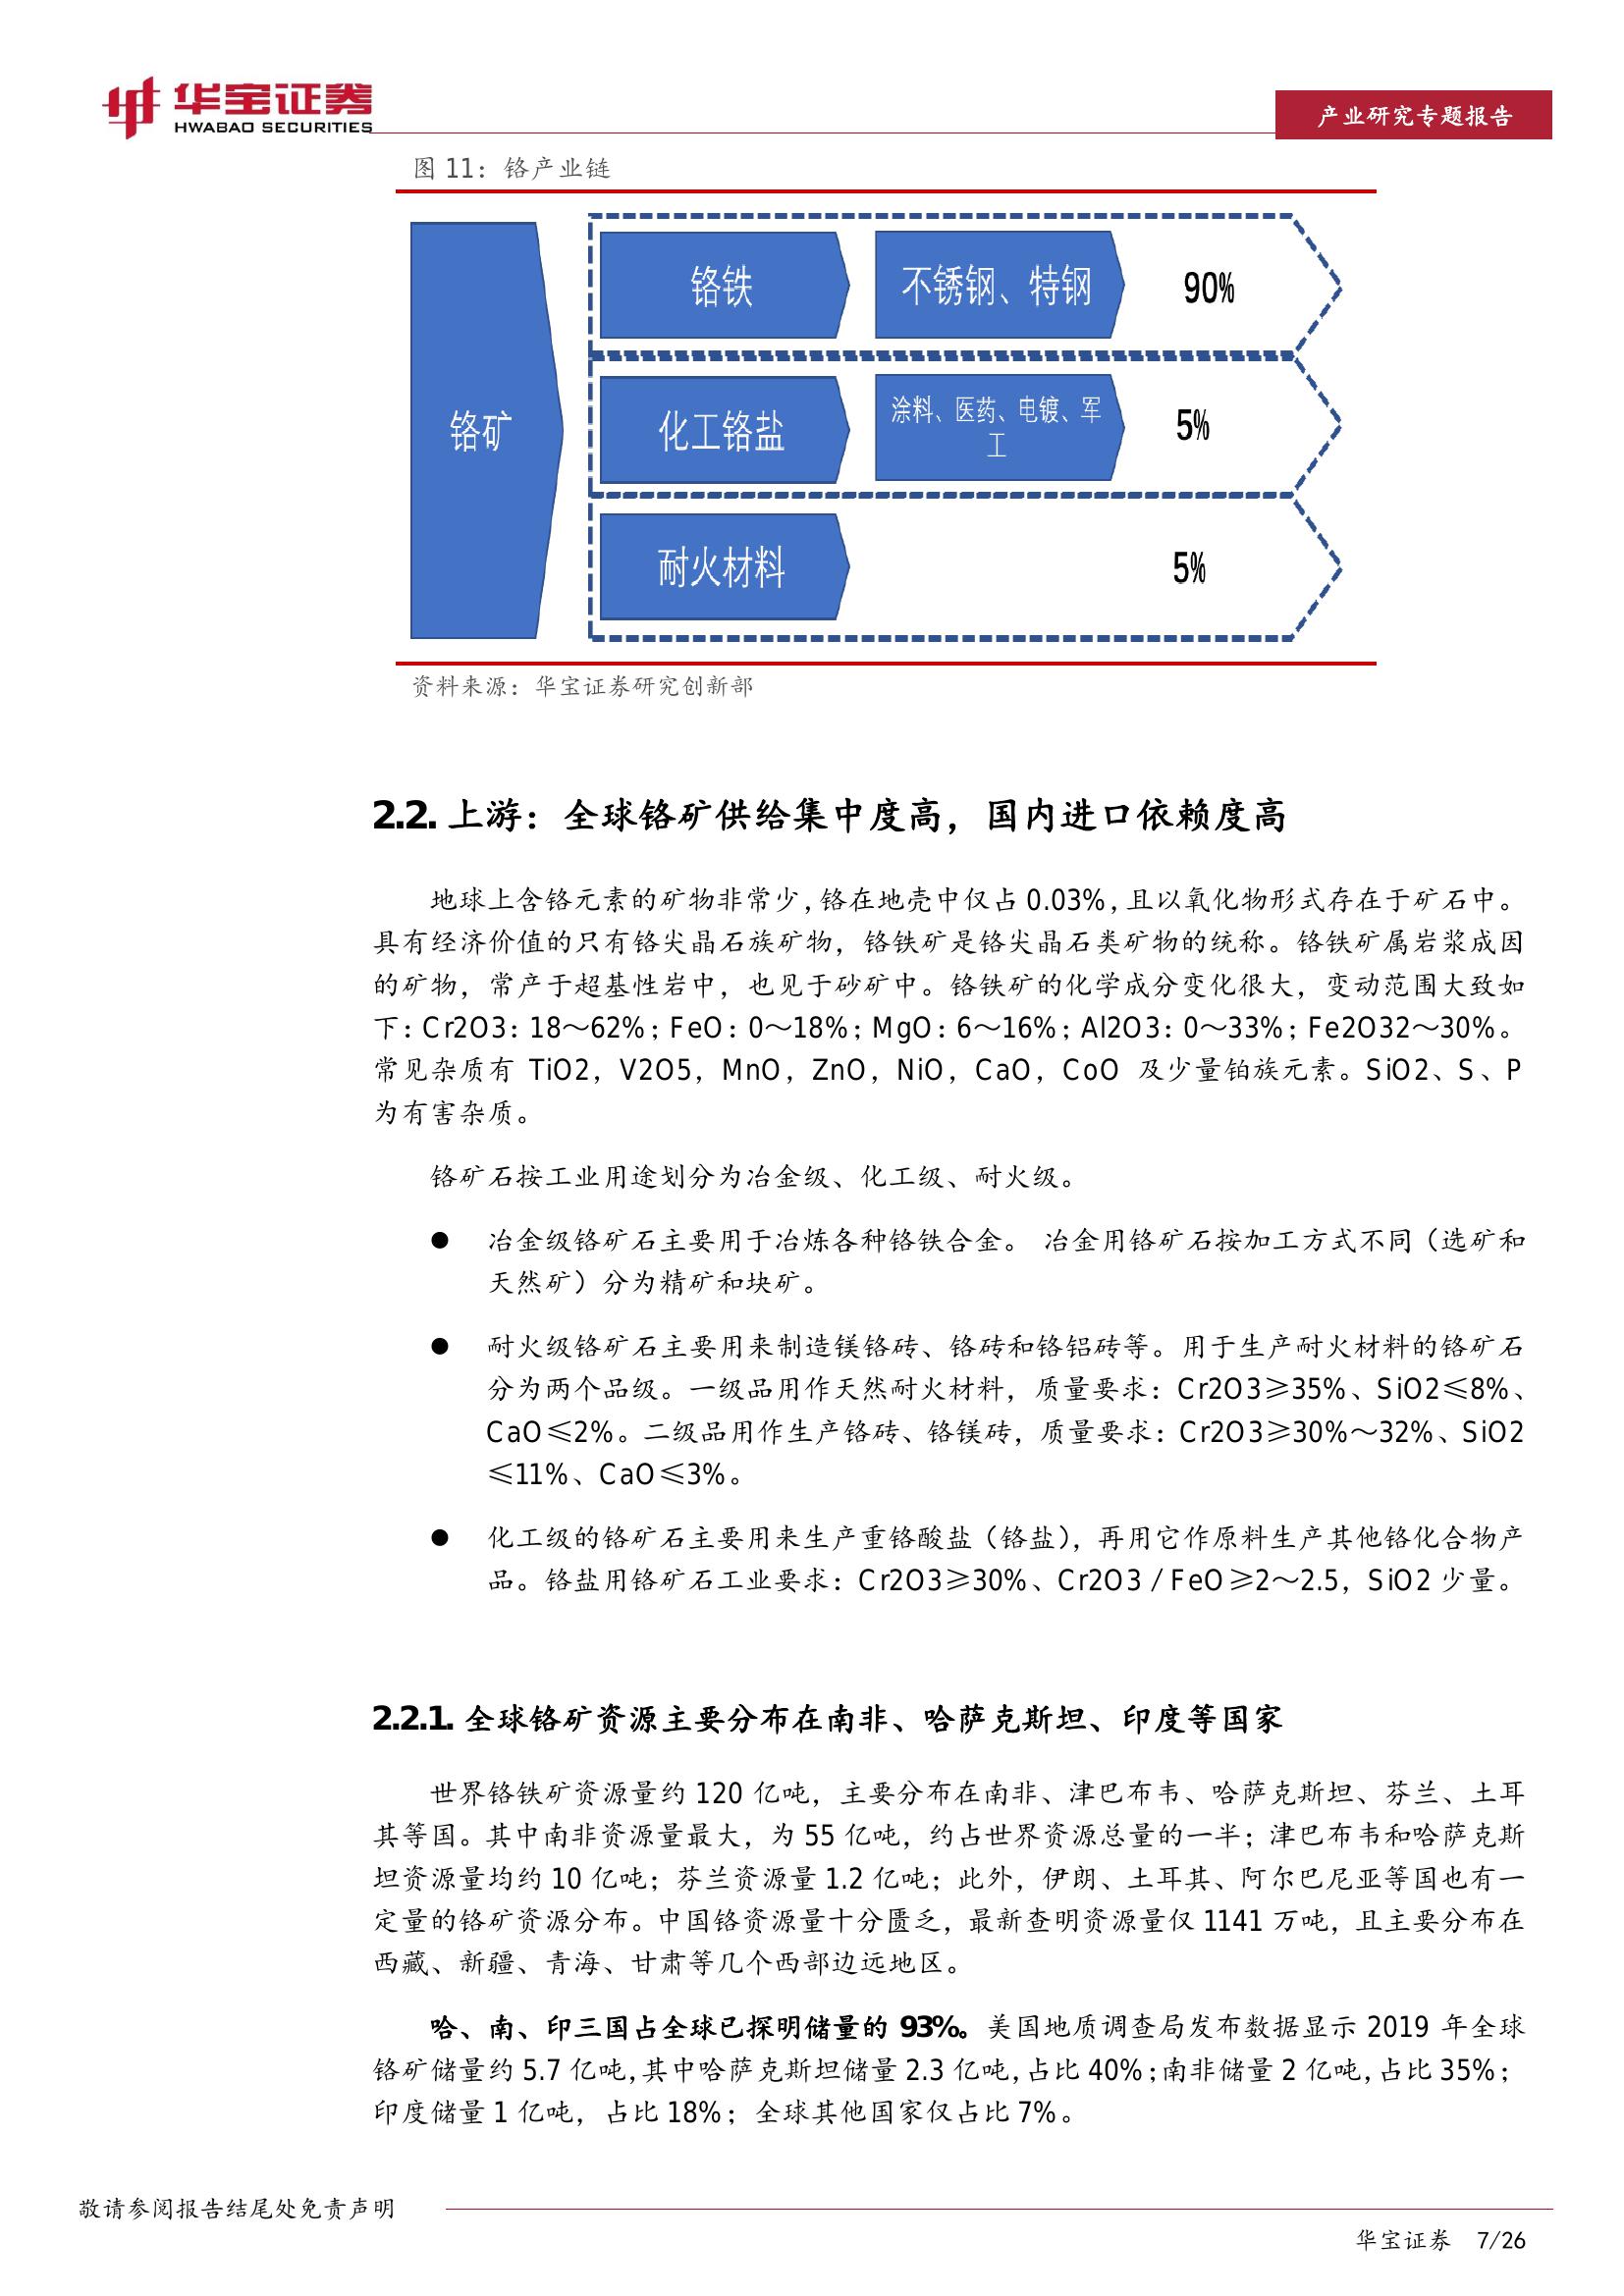 华宝证券
HWABAO SECURITIES
产业研究专题报告
图 11：铬产业链
铬矿
铬铁
不锈钢、特钢
90%
化工铬盐
涂料、医药、电镀、军
工
5%
耐火材料
5%
资料来源：华宝证券研究创新部
2.2. 上游：全球铬矿供给集中度高，国内进口依赖度高
地球上含铬元素的矿物非常少，铬在地壳中仅占 0.03%，且以氧化物形式存在于矿石中。
具有经济价值的只有铬尖晶石族矿物，铬铁矿是铬尖晶石类矿物的统称。铬铁矿属岩浆成因
的矿物，常产于超基性岩中，也见于砂矿中。铬铁矿的化学成分变化很大，变动范围大致如
下：Cr2O3：18～62%；FeO：0～18%；MgO：6～16%；Al2O3：0～33%；Fe2O32～30%。
常见杂质有 TiO2，V2O5，MnO，ZnO，NiO，CaO，CoO 及少量铂族元素。SiO2、S、P
为有害杂质。
铬矿石按工业用途划分为冶金级、化工级、耐火级。
● 冶金级铬矿石主要用于冶炼各种铬铁合金。 冶金用铬矿石按加工方式不同（选矿和
天然矿）分为精矿和块矿。
● 耐火级铬矿石主要用来制造镁铬砖、铬砖和铬铝砖等。用于生产耐火材料的铬矿石
分为两个品级。一级品用作天然耐火材料，质量要求：Cr2O3≥35%、SiO2≤8%、
CaO≤2%。二级品用作生产铬砖、铬镁砖，质量要求：Cr2O3≥30%～32%、SiO2
≤11%、CaO≤3%。
● 化工级的铬矿石主要用来生产重铬酸盐（铬盐），再用它作原料生产其他铬化合物产
品。铬盐用铬矿石工业要求：Cr2O3≥30%、Cr2O3／FeO≥2～2.5，SiO2 少量。
2.2.1. 全球铬矿资源主要分布在南非、哈萨克斯坦、印度等国家
世界铬铁矿资源量约 120 亿吨，主要分布在南非、津巴布韦、哈萨克斯坦、芬兰、土耳
其等国。其中南非资源量最大，为 55 亿吨，约占世界资源总量的一半；津巴布韦和哈萨克斯
坦资源量均约 10 亿吨；芬兰资源量 1.2 亿吨；此外，伊朗、土耳其、阿尔巴尼亚等国也有一
定量的铬矿资源分布。中国铬资源量十分匮乏，最新查明资源量仅 1141 万吨，且主要分布在
西藏、新疆、青海、甘肃等几个西部边远地区。
哈、南、印三国占全球已探明储量的 93%。美国地质调查局发布数据显示 2019 年全球
铬矿储量约 5.7 亿吨，其中哈萨克斯坦储量 2.3 亿吨，占比 40%；南非储量 2 亿吨，占比 35%；
印度储量 1 亿吨，占比 18%；全球其他国家仅占比 7%。
敬请参阅报告结尾处免责声明
华宝证券 7/26